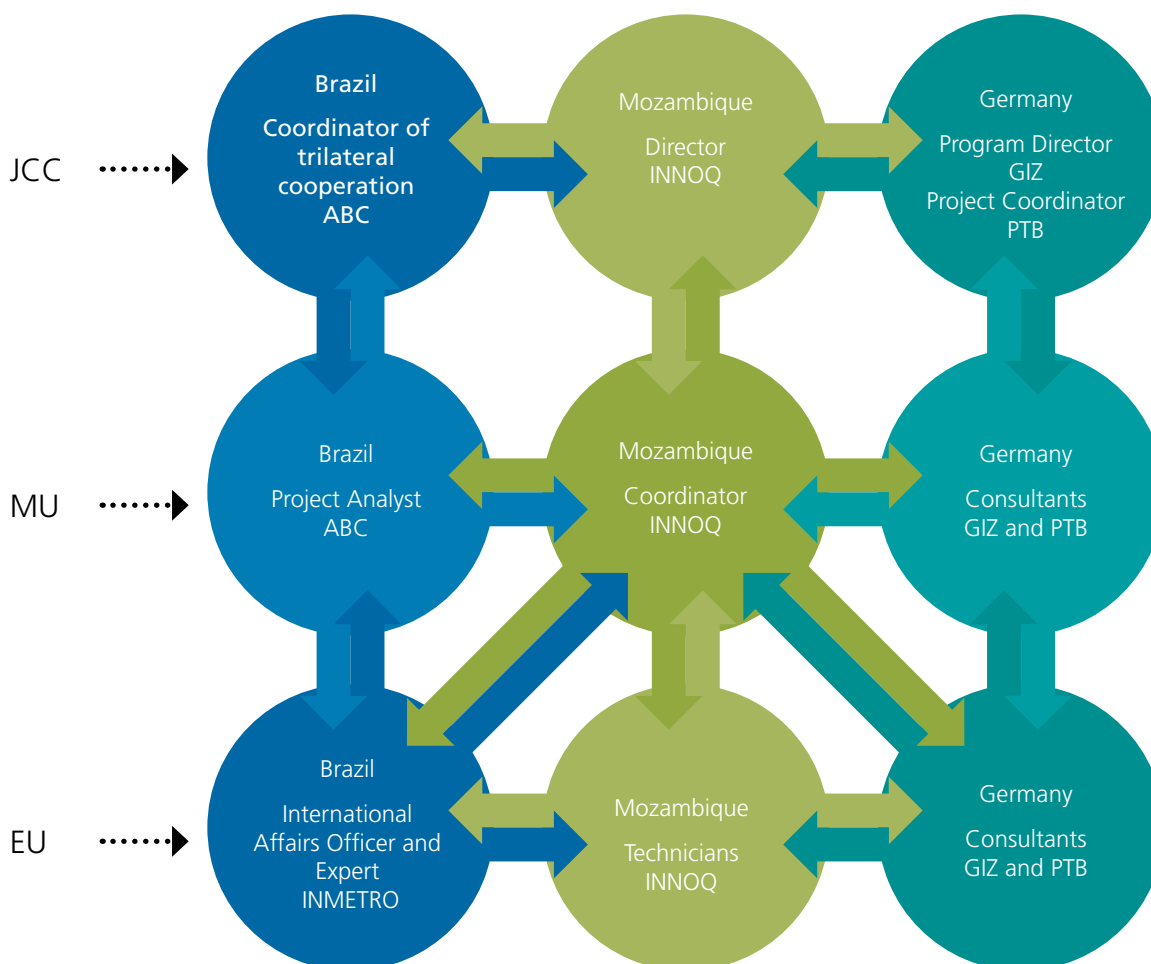 JCC
Brazil
Coordinator of
trilateral
cooperation
ABC
Mozambique
Director
INNOQ
Germany
Program Director
GIZ
Project Coordinator
PTB
MU
Brazil
Project Analyst
ABC
Mozambique
Coordinator
INNOQ
Germany
Consultants
GIZ and PTB
EU
Brazil
International
Affairs Officer and
Expert
INMETRO
Mozambique
Technicians
INNOQ
Germany
Consultants
GIZ and PTB